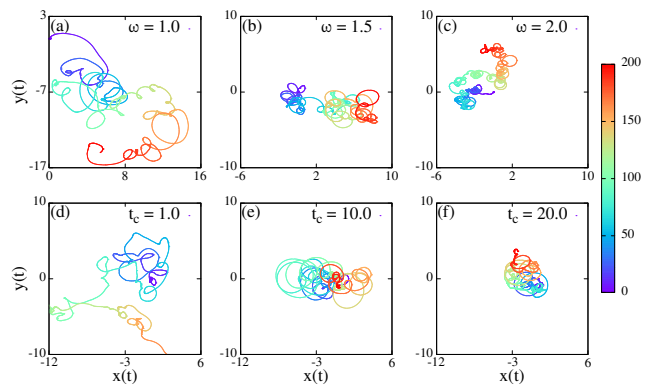 (a) ω = 1.0
(b) ω = 1.5
(c) ω = 2.0
3
-7
-17
y(t)
0 8 16
10
0
-10
-6 2 10
10
0
-10
-6 2 10
200
150
100
50
0
(d) t_c = 1.0
(e) t_c = 10.0
(f) t_c = 20.0
10
0
-10
y(t)
-12 -3 6
x(t)
10
0
-10
-12 -3 6
x(t)
10
0
-10
-12 -3 6
x(t)